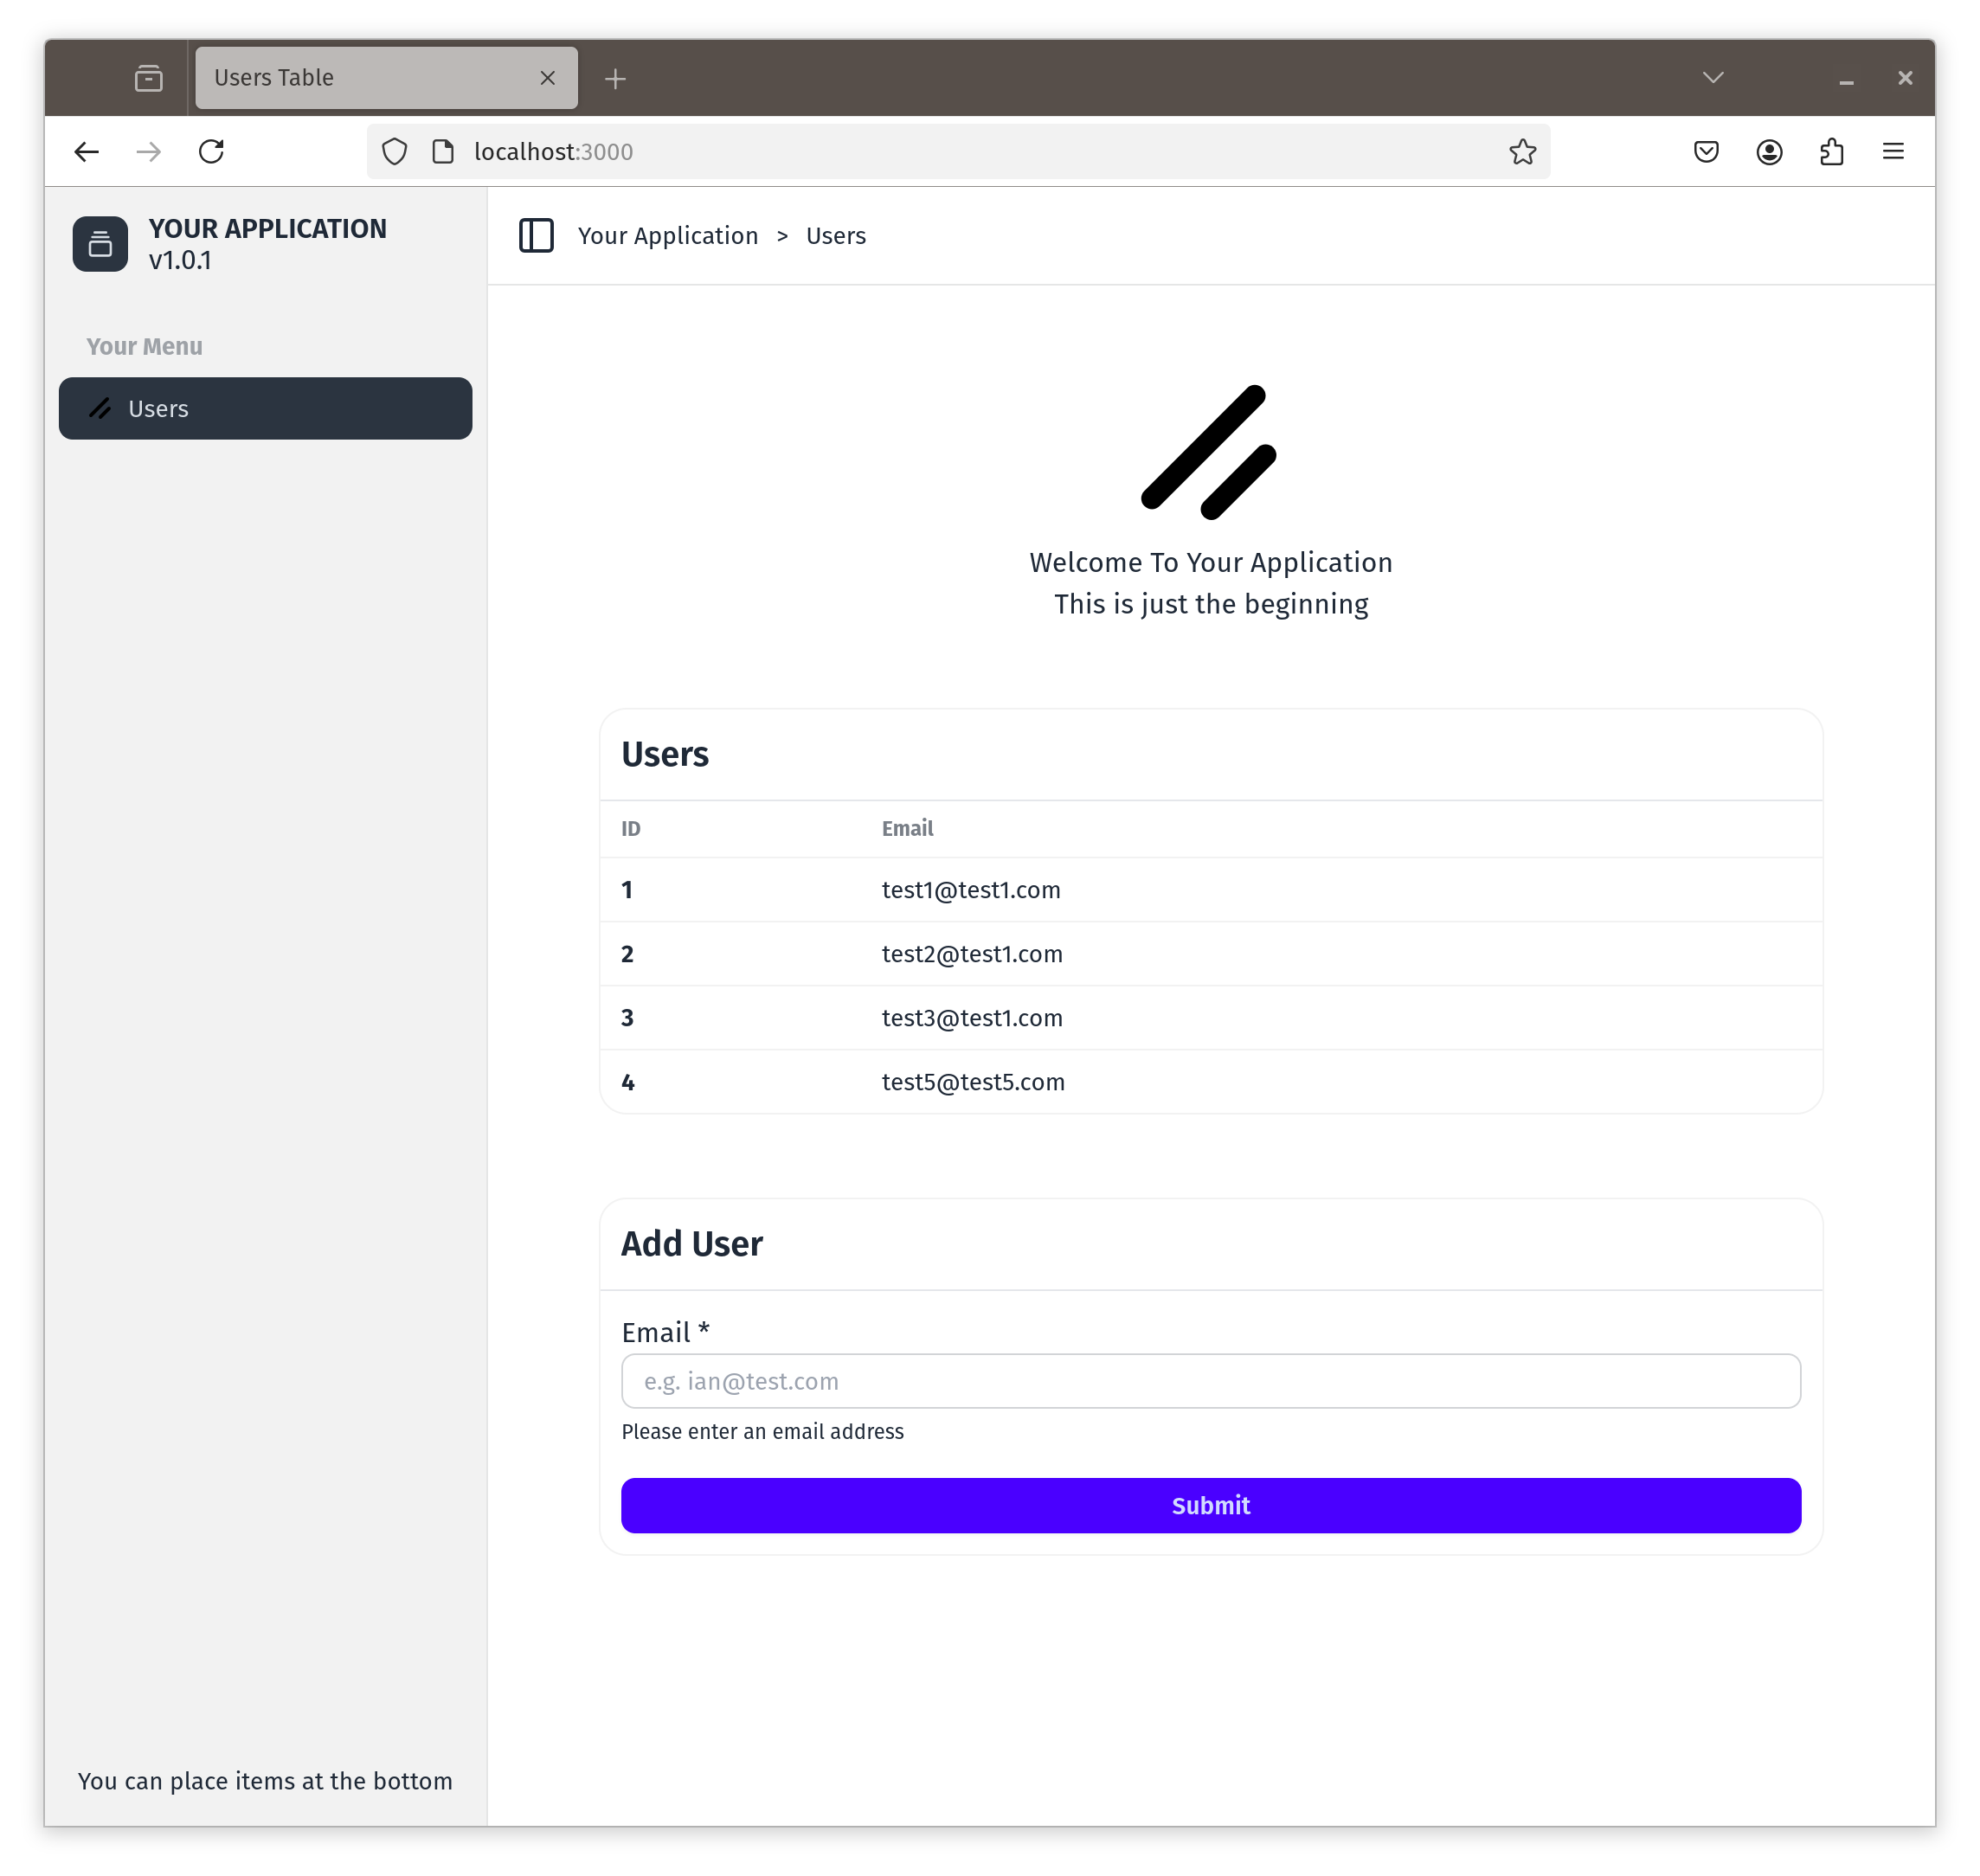 Users Table
localhost:3000
YOUR APPLICATION
v1.0.1
Your Menu
Users
Your Application > Users
Welcome To Your Application
This is just the beginning
Users
ID Email
1 test1@test1.com
2 test2@test1.com
3 test3@test1.com
4 test5@test5.com
Add User
Email *
e.g. ian@test.com
Please enter an email address
Submit
You can place items at the bottom